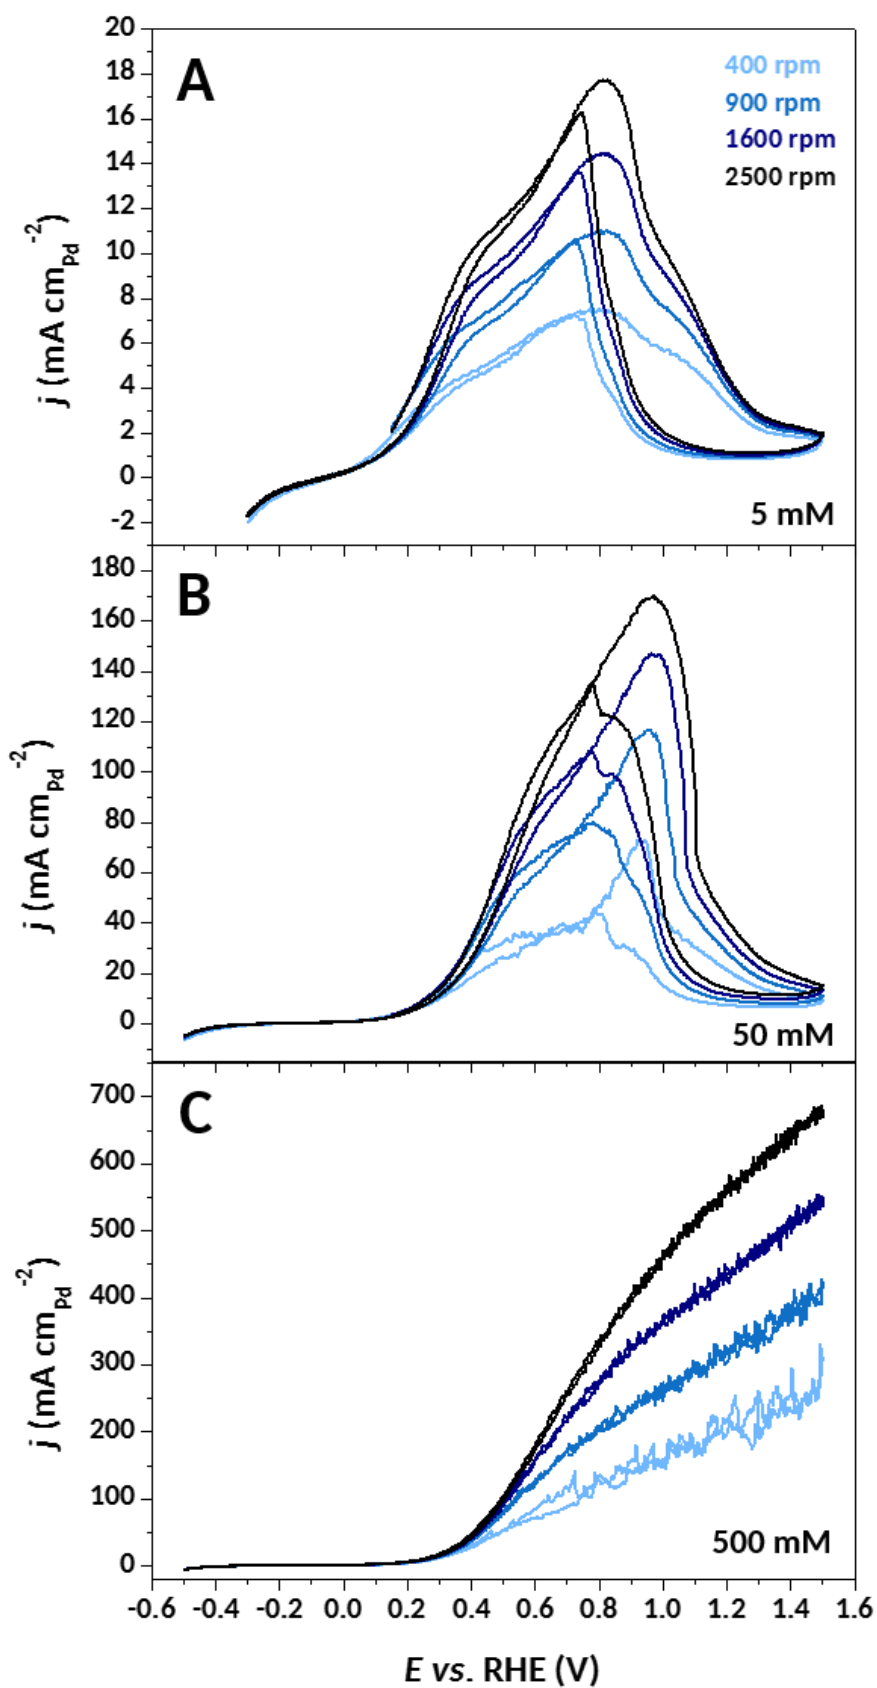 A
400 rpm
900 rpm
1600 rpm
2500 rpm
20
18
16
14
12
10
8
6
4
2
0
-2
j (mA cm_Pd^-2)
5 mM
B
180
160
140
120
100
80
60
40
20
0
j (mA cm_Pd^-2)
50 mM
C
700
600
500
400
300
200
100
0
j (mA cm_Pd^-2)
500 mM
-0.6 -0.4 -0.2 0.0 0.2 0.4 0.6 0.8 1.0 1.2 1.4 1.6
E vs. RHE (V)